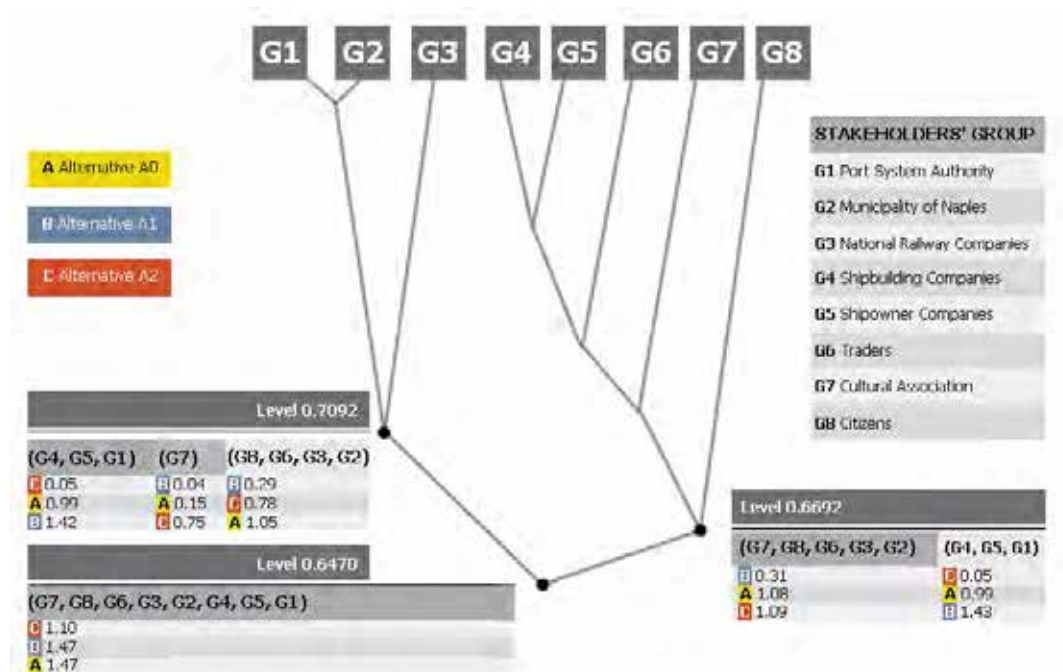 G1 G2 G3 G4 G5 G6 G7 G8
A Alternative A0
B Alternative A1
C Alternative A2
STAKEHOLDERS' GROUP
G1 Port System Authority
G2 Municipality of Naples
G3 National Railway Companies
G4 Shipbuilding Companies
G5 Shipowner Companies
G6 Traders
G7 Cultural Association
G8 Citizens
Level 0.7092
(G4, G5, G1) (G7) (G8, G6, G3, G2)
C 0.05 B 0.04 B 0.29
A 0.99 A 0.15 C 0.78
B 1.42 C 0.75 A 1.05
Level 0.6470
(G7, G8, G6, G3, G2, G4, G5, G1)
C 1.10
B 1.47
A 1.47
Level 0.6692
(G7, G8, G6, G3, G2) (G4, G5, G1)
B 0.31 C 0.05
A 1.08 A 0.99
C 1.09 B 1.43